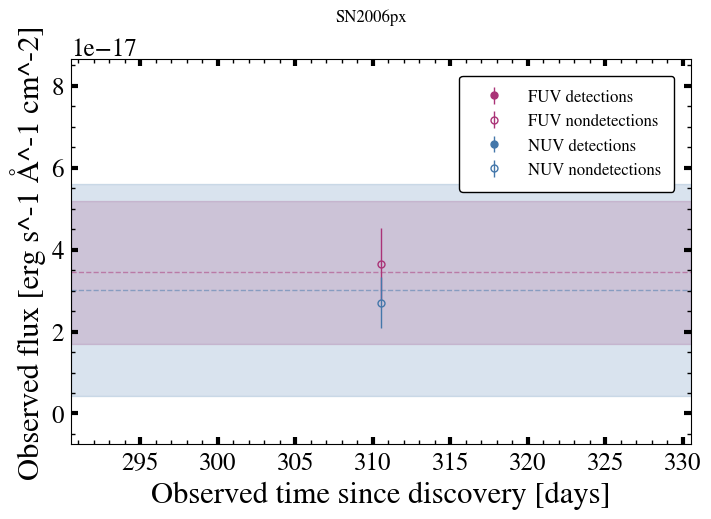 SN2006px
1e−17
8
6
4
2
0
Observed flux [erg s^-1 Å^-1 cm^-2]
FUV detections
FUV nondetections
NUV detections
NUV nondetections
295 300 305 310 315 320 325 330
Observed time since discovery [days]